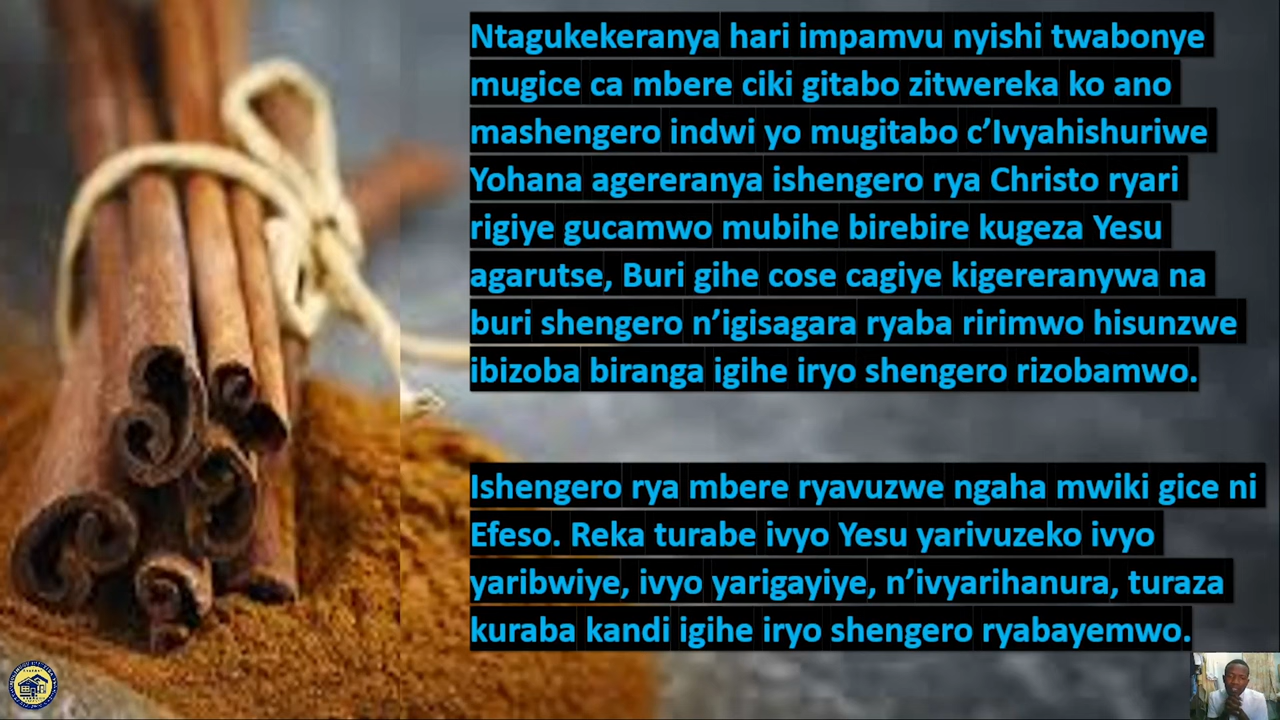 Ntagukekeranya hari impamvu nyishi twabonye
mugice ca mbere ciki gitabo zitwereka ko ano
mashengero indwi yo mugitabo c’Ivyahishuriwe
Yohana agereranya ishengero rya Christo ryari
rigiye gucamwo mubihe birebire kugeza Yesu
agarutse, Buri gihe cose cagiye kigereranywa na
buri shengero n’igisagara ryaba ririmwo hisunzwe
ibizoba biranga igihe iryo shengero rizobamwo.
Ishengero rya mbere ryavuzwe ngaha mwiki gice ni
Efeso. Reka turabe ivyo Yesu yarivuzeko ivyo
yaribwiye, ivyo yarigayiye, n’ivyarihanura, turaza
kuraba kandi igihe iryo shengero ryabayemwo.